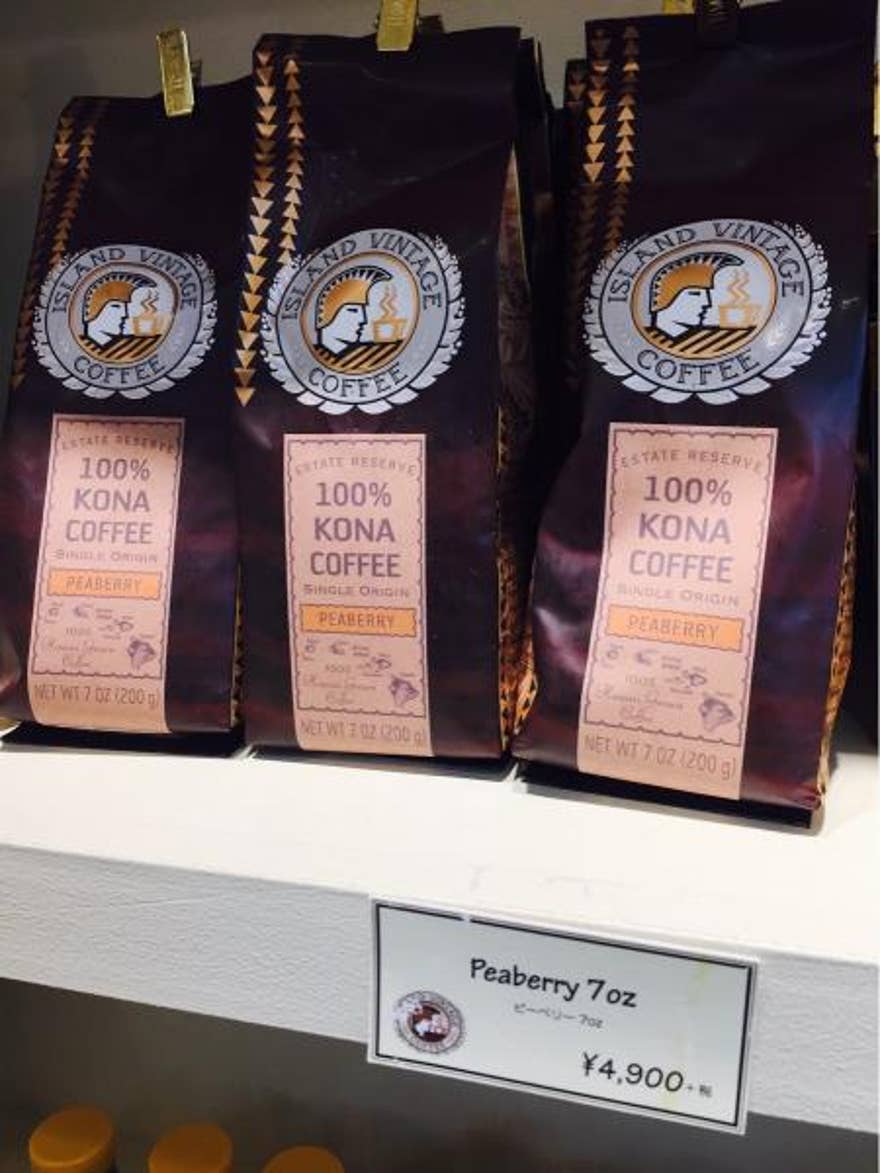 ISLAND VINTAGE
COFFEE
ESTATE RESERVE
100%
KONA
COFFEE
SINGLE ORIGIN
PEABERRY
100%
NET WT 7 OZ (200 g)
ISLAND VINTAGE
COFFEE
ESTATE RESERVE
100%
KONA
COFFEE
SINGLE ORIGIN
PEABERRY
100%
NET WT 7 OZ (200 g)
ISLAND VINTAGE
COFFEE
ESTATE RESERVE
100%
KONA
COFFEE
SINGLE ORIGIN
PEABERRY
100%
NET WT 7 OZ (200 g)
Peaberry 7oz
ピーベリー 7oz
¥4,900+税